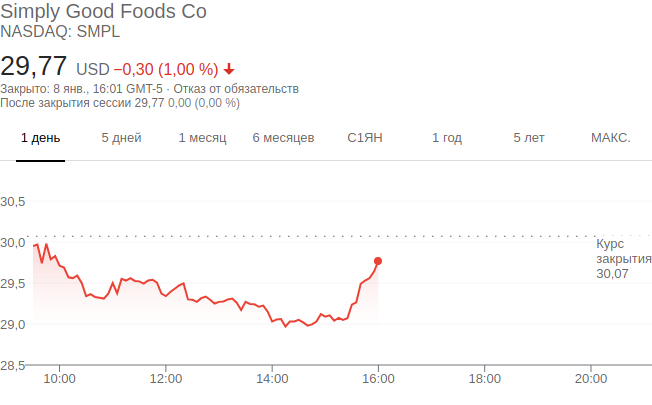 Simply Good Foods Co
NASDAQ: SMPL
29,77 USD −0,30 (1,00 %)
Закрыто: 8 янв., 16:01 GMT-5 · Отказ от обязательств
После закрытия сессии 29,77 0,00 (0,00 %)
1 день 5 дней 1 месяц 6 месяцев С1ЯН 1 год 5 лет МАКС.
30,5
30,0
29,5
29,0
28,5
Курс
закрытия
30,07
10:00 12:00 14:00 16:00 18:00 20:00